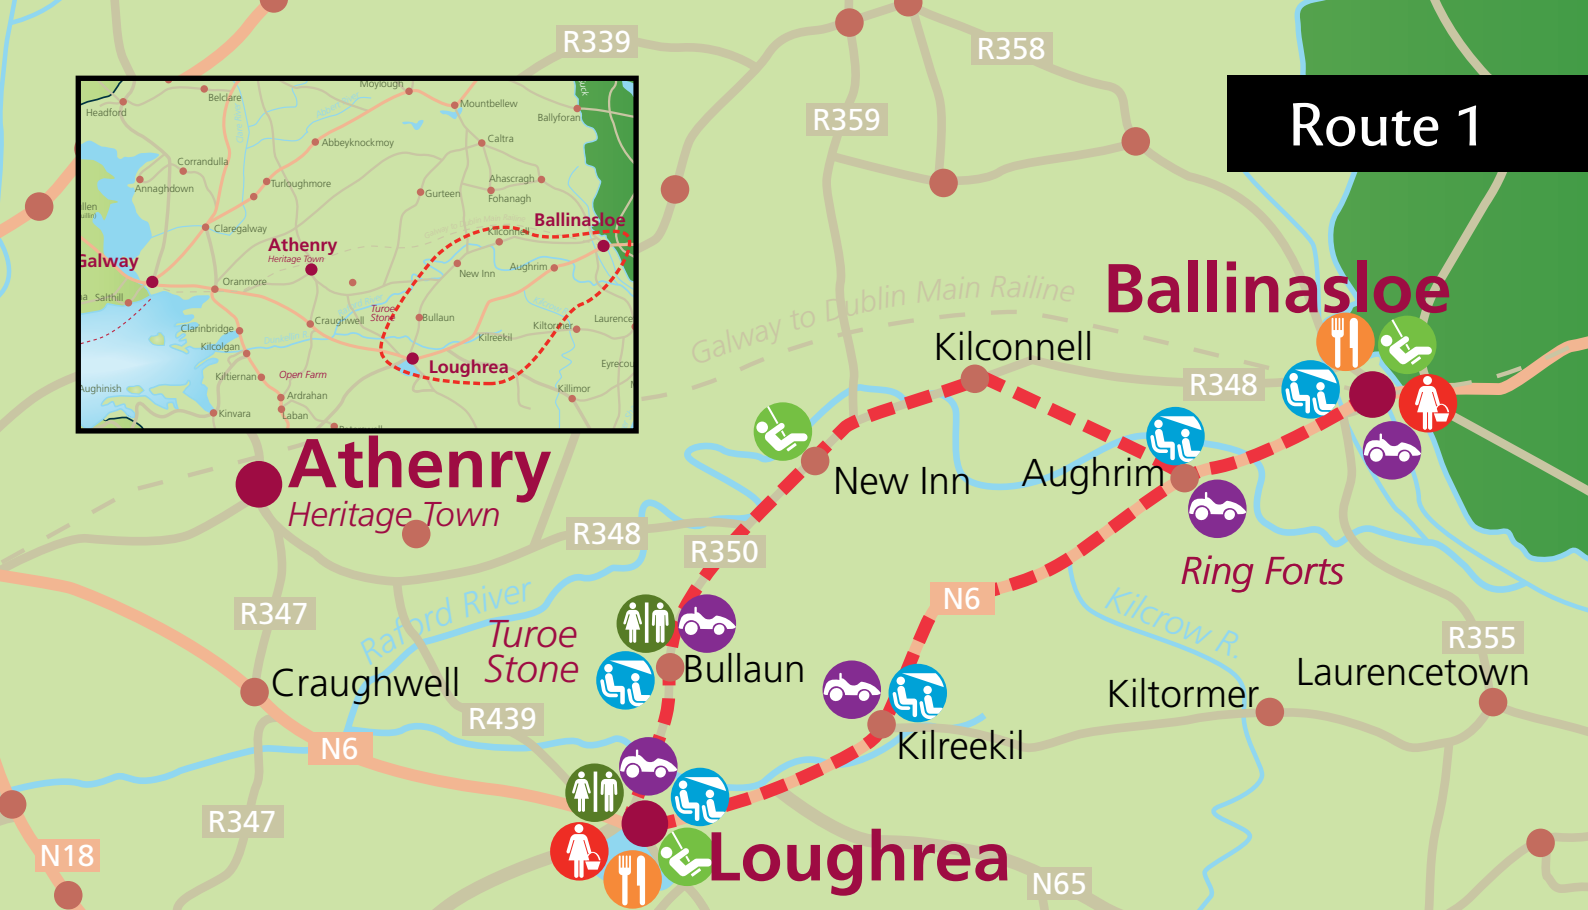 R339
R358
Route 1
R359
Moylough
Belclare
Mountbellew
Headford
Ballyforan
Abbeyknockmoy
Caltra
Corrandulla
Annaghdown
Turloughmore
Ahascragh
Gurteen
Fohanagh
Claregalway
Ballinasloe
Kilconnell
Athenry
Heritage Town
Galway
New Inn
Aughrim
Oranmore
Salthill
Turoe
Stone
Bullaun
Craughwell
Clarinbridge
Kiltormer
Laurence
Kilreekil
Kilcolgan
Loughrea
Eyrecou
Kiltiernan
Open Farm
Aughinish
Ardrahan
Killimor
Kinvara
Laban
Galway to Dublin Main Railine
Ballinasloe
Kilconnell
R348
Athenry
Heritage Town
New Inn
Aughrim
R348
R350
Ring Forts
N6
R347
Raford River
Kilcrow R.
Turoe
Stone
Bullaun
R355
Laurencetown
Craughwell
Kiltormer
R439
N6
Kilreekil
R347
N18
Loughrea
N65